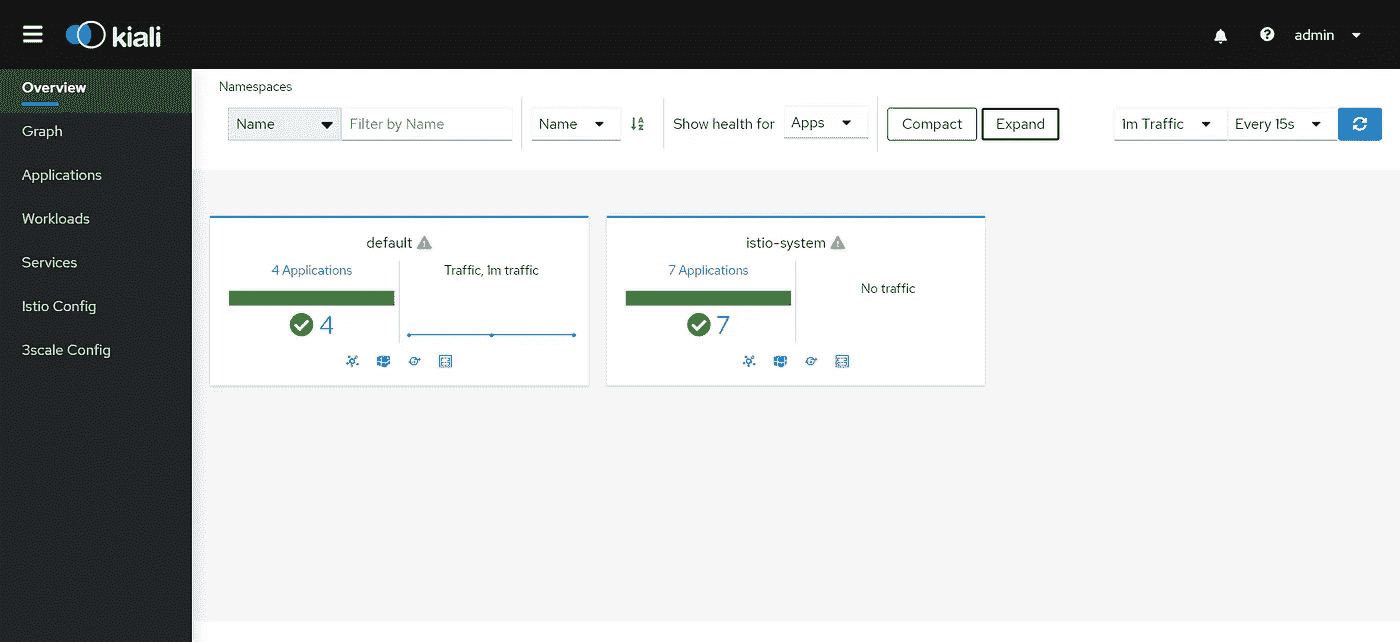 kiali
admin
Overview
Graph
Applications
Workloads
Services
Istio Config
3scale Config
Namespaces
Name Filter by Name Name Show health for Apps Compact Expand 1m Traffic Every 15s
default
4 Applications
Traffic, 1m traffic
4
istio-system
7 Applications
No traffic
7